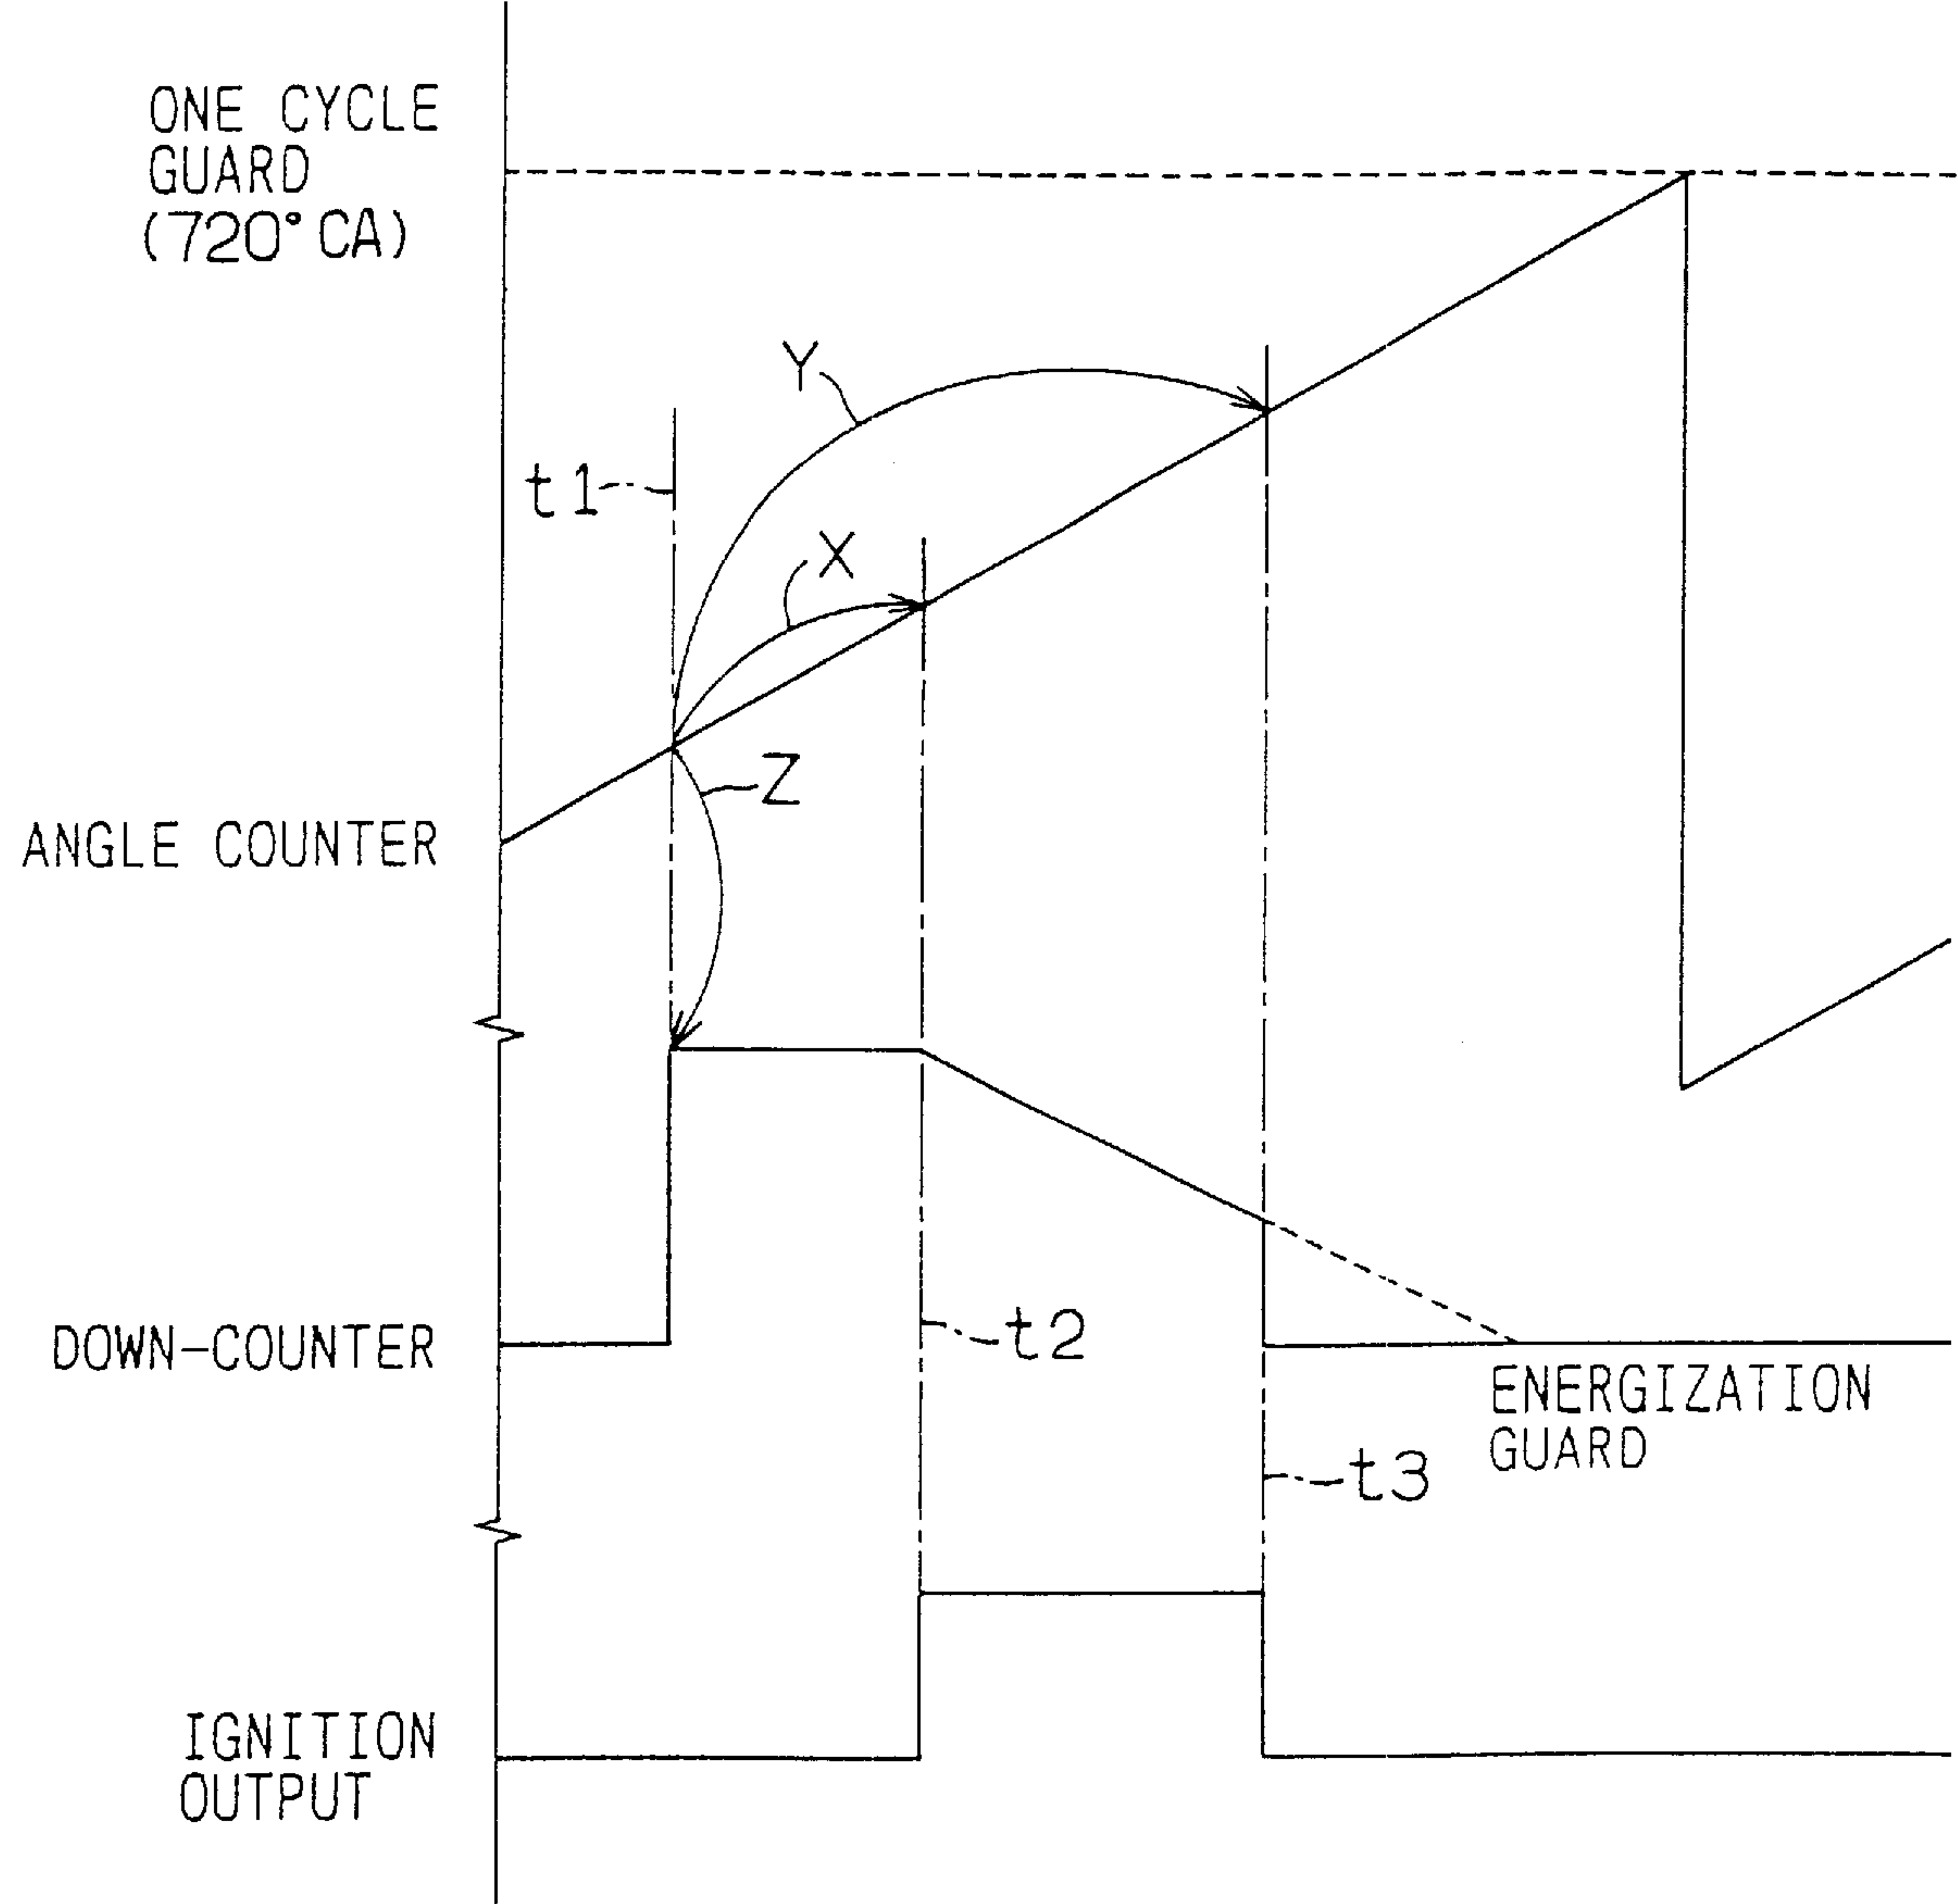 ONE CYCLE
GUARD
(720° CA)
Y
t1
X
Z
ANGLE COUNTER
DOWN-COUNTER
t2
ENERGIZATION
GUARD
t3
IGNITION
OUTPUT